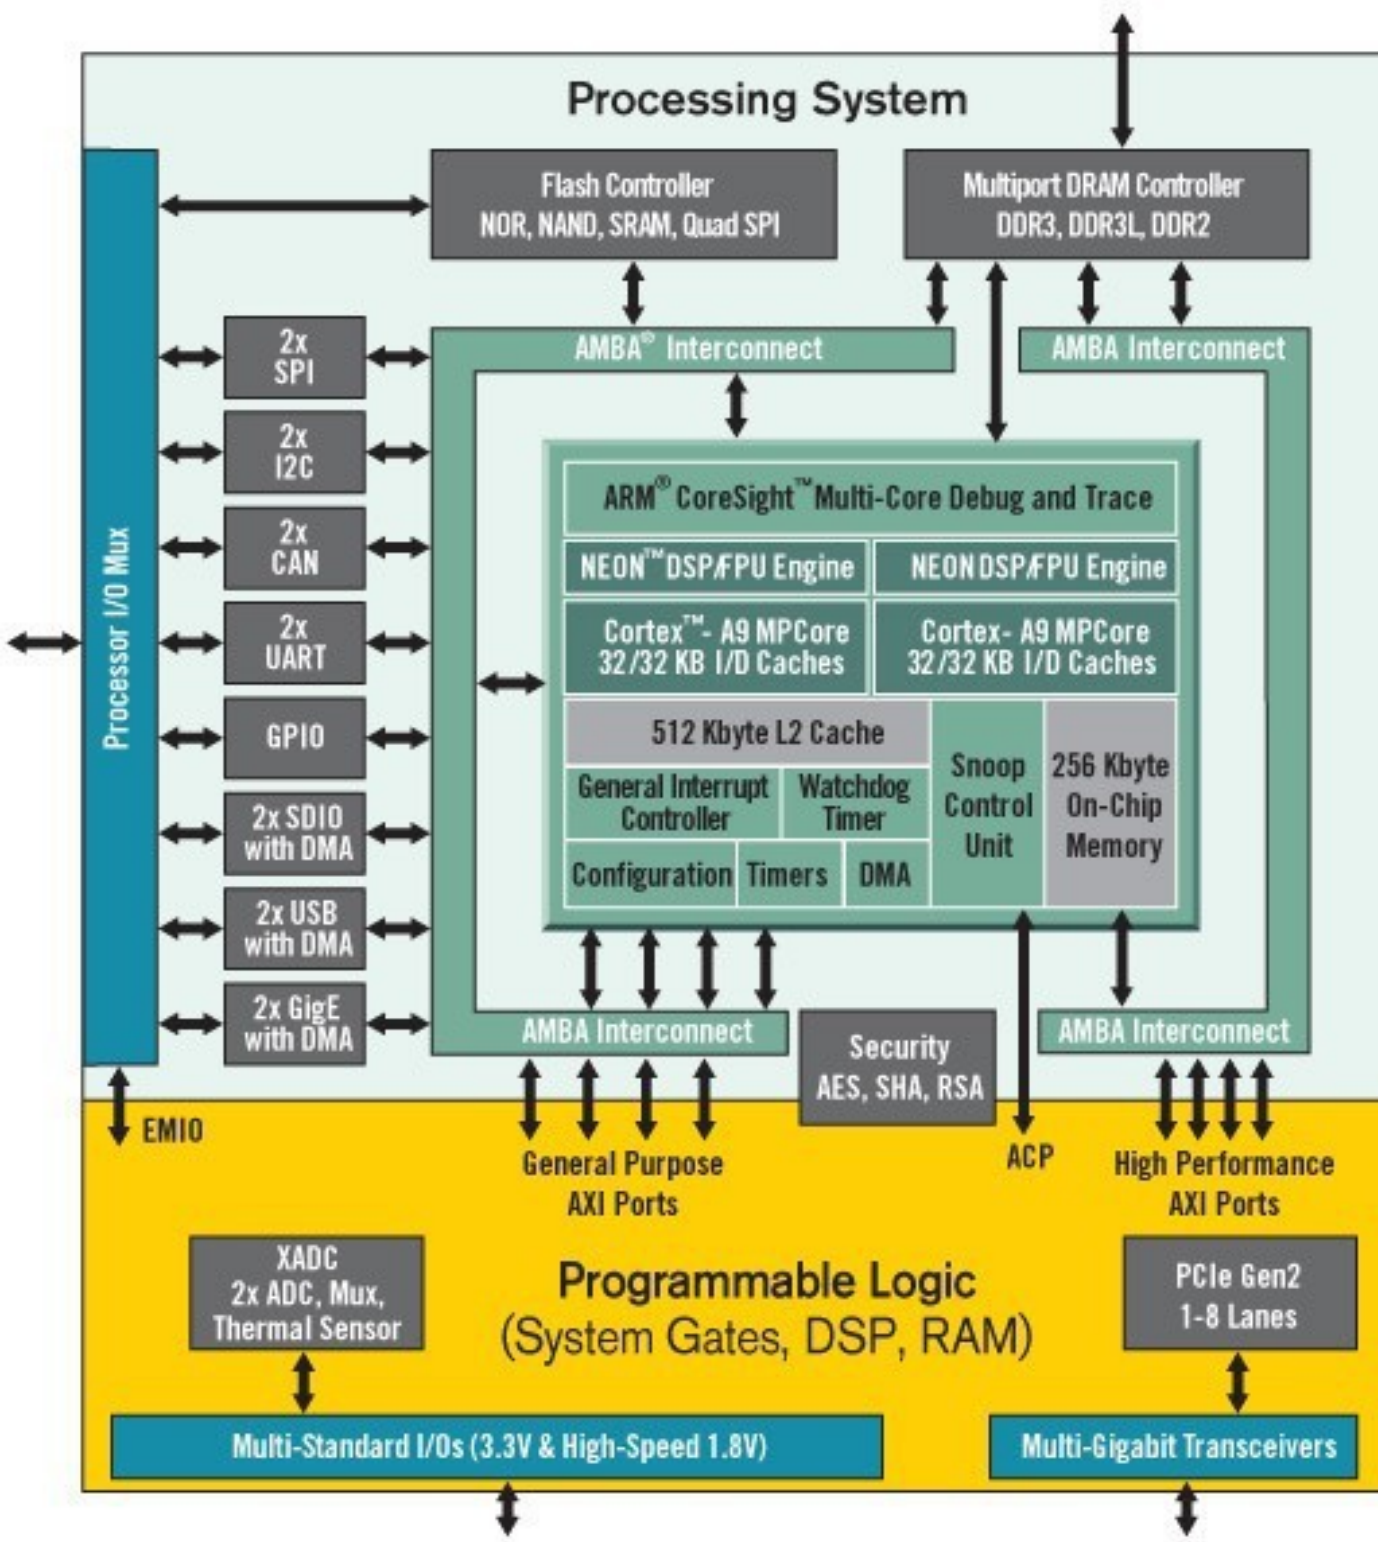 Processing System
Flash Controller
NOR, NAND, SRAM, Quad SPI
Multiport DRAM Controller
DDR3, DDR3L, DDR2
AMBA® Interconnect
AMBA Interconnect
Processor I/O Mux
2x
SPI
2x
I2C
2x
CAN
2x
UART
GPIO
2x SDIO
with DMA
2x USB
with DMA
2x GigE
with DMA
ARM® CoreSight™ Multi-Core Debug and Trace
NEON™ DSP/FPU Engine
NEON DSP/FPU Engine
Cortex™- A9 MPCore
32/32 KB I/D Caches
Cortex- A9 MPCore
32/32 KB I/D Caches
512 Kbyte L2 Cache
General Interrupt
Controller
Watchdog
Timer
Configuration
Timers
DMA
Snoop
Control
Unit
256 Kbyte
On-Chip
Memory
AMBA Interconnect
Security
AES, SHA, RSA
AMBA Interconnect
EMIO
General Purpose
AXI Ports
ACP
High Performance
AXI Ports
XADC
2x ADC, Mux,
Thermal Sensor
Programmable Logic
(System Gates, DSP, RAM)
PCIe Gen2
1-8 Lanes
Multi-Standard I/Os (3.3V & High-Speed 1.8V)
Multi-Gigabit Transceivers